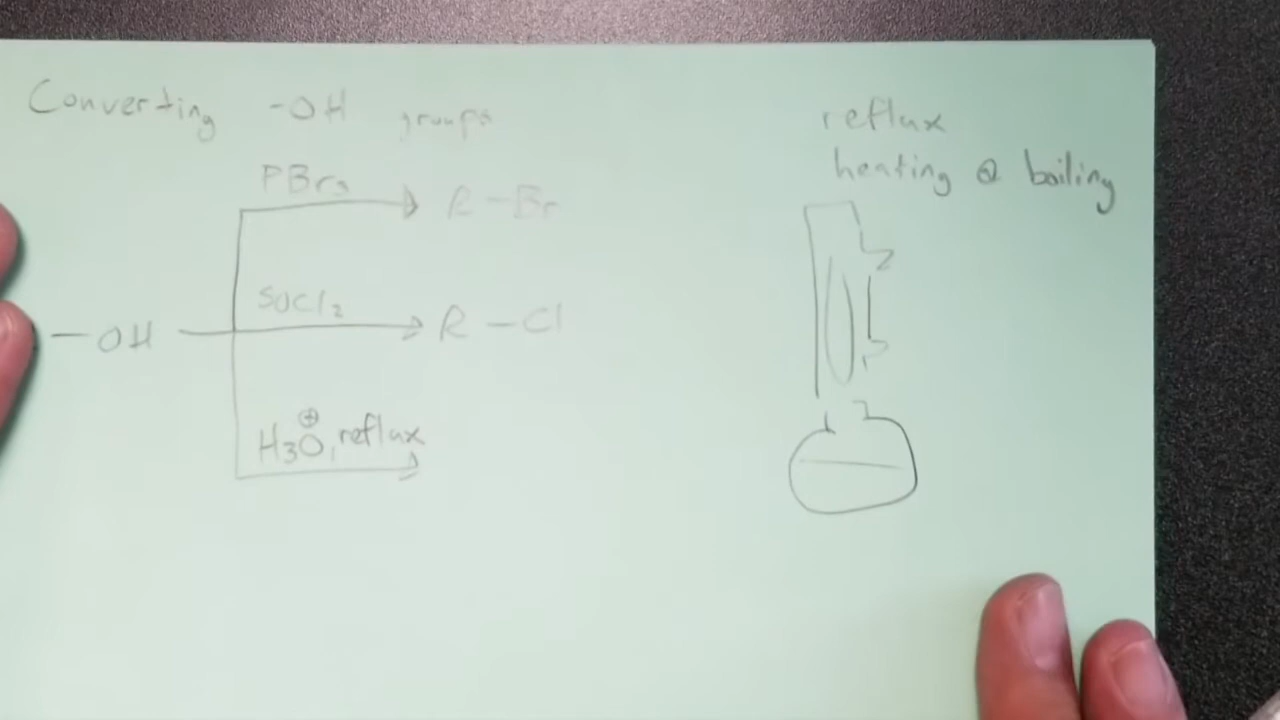 Converting -OH groups
reflux
heating @ boiling
PBr₃
R-Br
SOCl₂
-OH
R-Cl
H₃O⊕, reflux